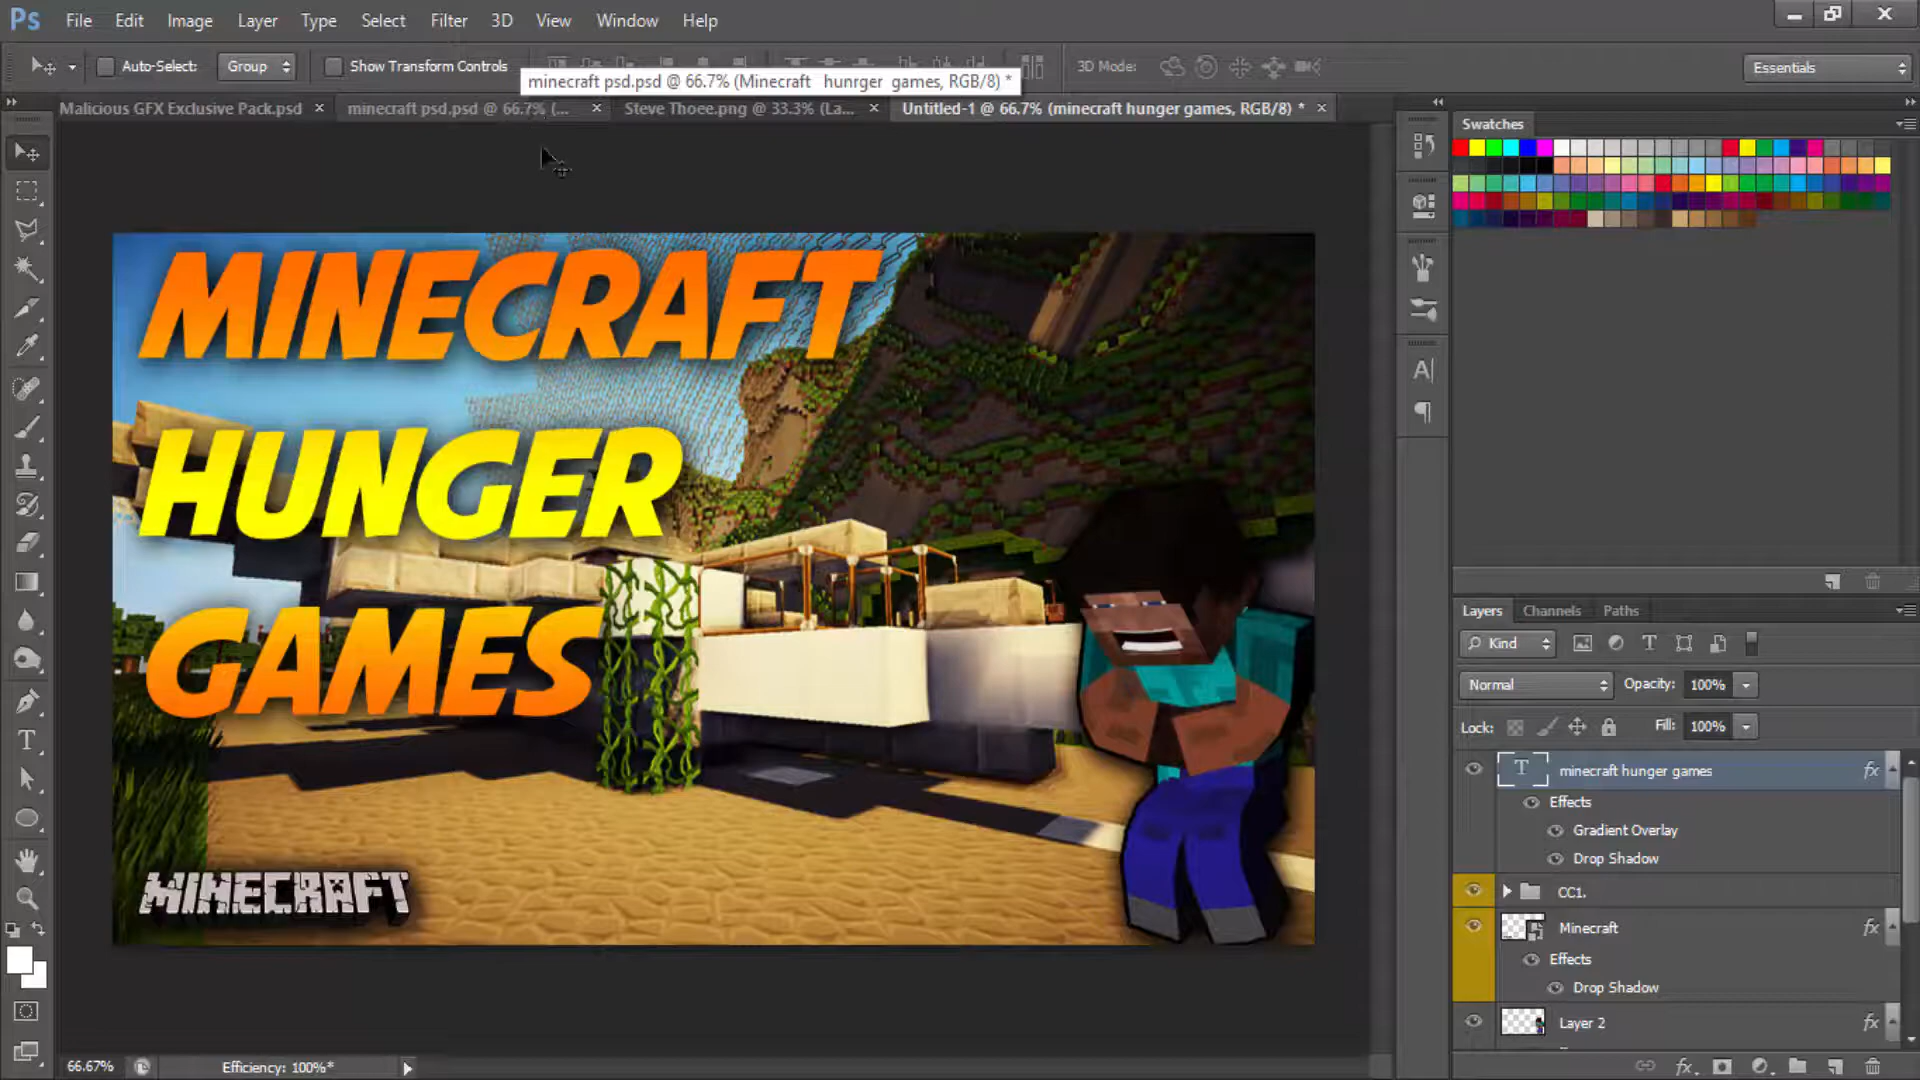 Ps File Edit Image Layer Type Select Filter 3D View Window Help
Auto-Select: Group Show Transform Controls 3D Mode: Essentials
minecraft psd.psd @ 66.7% (Minecraft hunrger games, RGB/8) *
Malicious GFX Exclusive Pack.psd × minecraft psd.psd @ 66.7% (... × Steve Thoee.png @ 33.3% (La... × Untitled-1 @ 66.7% (minecraft hunger games, RGB/8) * ×
Swatches
MINECRAFT
HUNGER
GAMES
MINECRAFT
Layers Channels Paths
Kind
Normal Opacity: 100%
Lock: Fill: 100%
minecraft hunger games fx
Effects
Gradient Overlay
Drop Shadow
CC1.
Minecraft fx
Effects
Drop Shadow
Layer 2 fx
66.67% Efficiency: 100%*